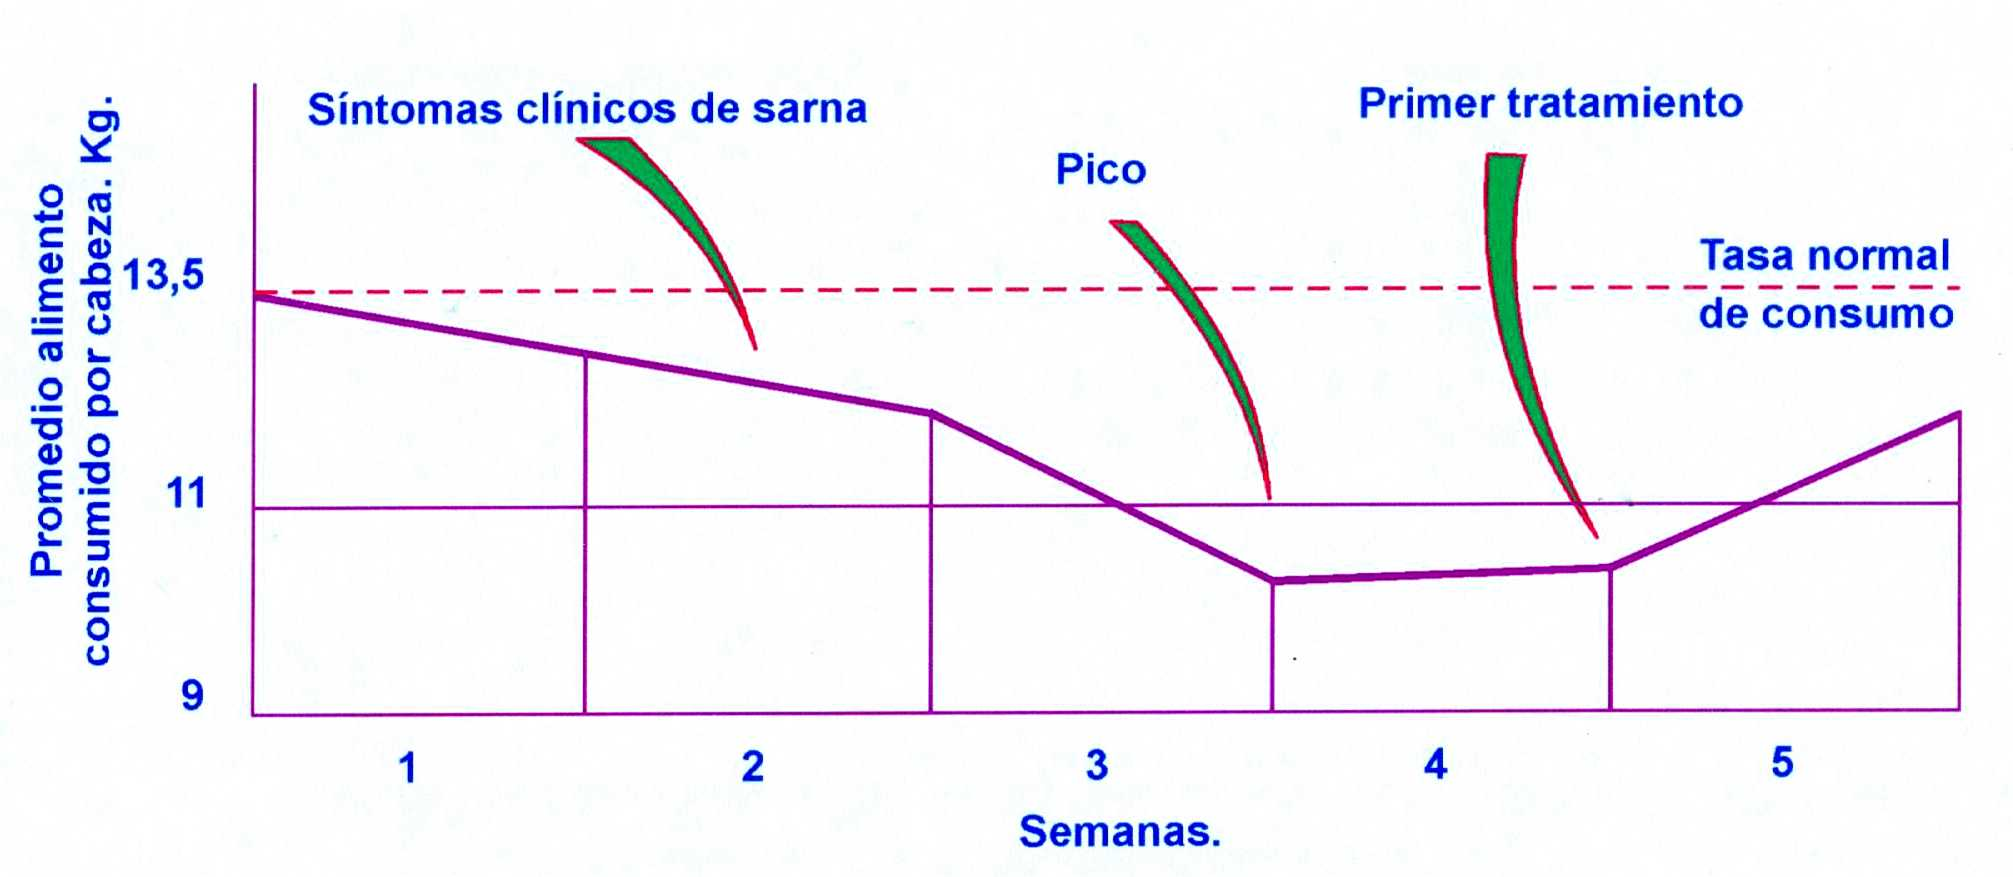 Síntomas clínicos de sarna
Primer tratamiento
Pico
Tasa normal
de consumo
Promedio alimento
consumido por cabeza. Kg.
13,5
11
9
1 2 3 4 5
Semanas.